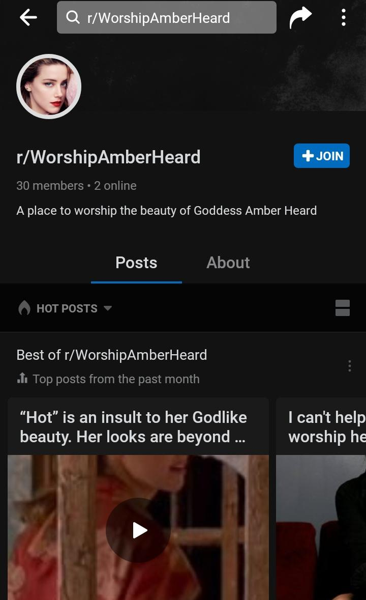 r/WorshipAmberHeard
r/WorshipAmberHeard
JOIN
30 members • 2 online
A place to worship the beauty of Goddess Amber Heard
Posts
About
HOT POSTS
Best of r/WorshipAmberHeard
Top posts from the past month
“Hot” is an insult to her Godlike
beauty. Her looks are beyond ...
I can't help
worship he